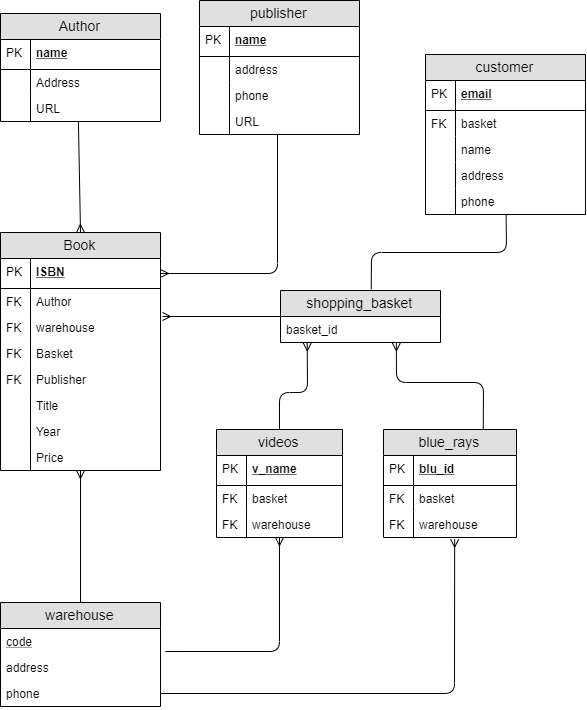 Author
PK name
Address
URL
publisher
PK name
address
phone
URL
customer
PK email
FK basket
name
address
phone
Book
PK ISBN
FK Author
FK warehouse
FK Basket
FK Publisher
Title
Year
Price
shopping_basket
basket_id
videos
PK v_name
FK basket
FK warehouse
blue_rays
PK blu_id
FK basket
FK warehouse
warehouse
code
address
phone